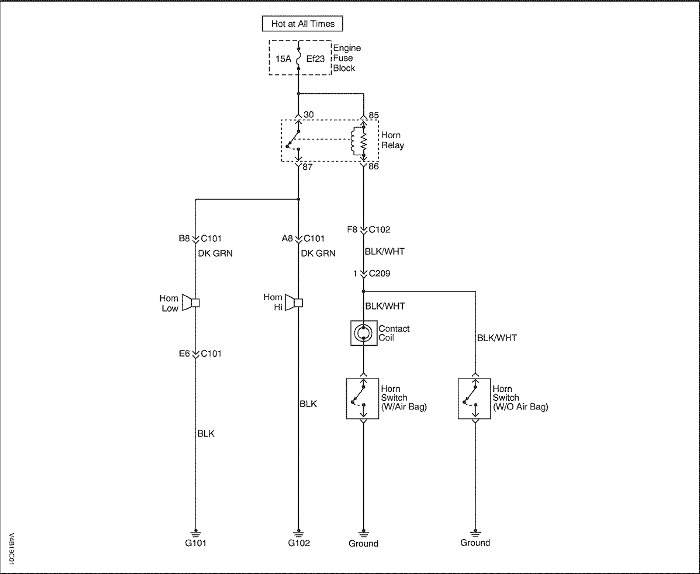 Hot at All Times
15A Ef23
Engine
Fuse
Block
30
85
Horn
Relay
87
86
B8 C101
DK GRN
A8 C101
DK GRN
F8 C102
BLK/WHT
1 C209
Horn
Low
Horn
Hi
BLK/WHT
Contact
Coil
BLK/WHT
E6 C101
Horn
Switch
(W/Air Bag)
Horn
Switch
(W/O Air Bag)
BLK
BLK
G101
G102
Ground
Ground